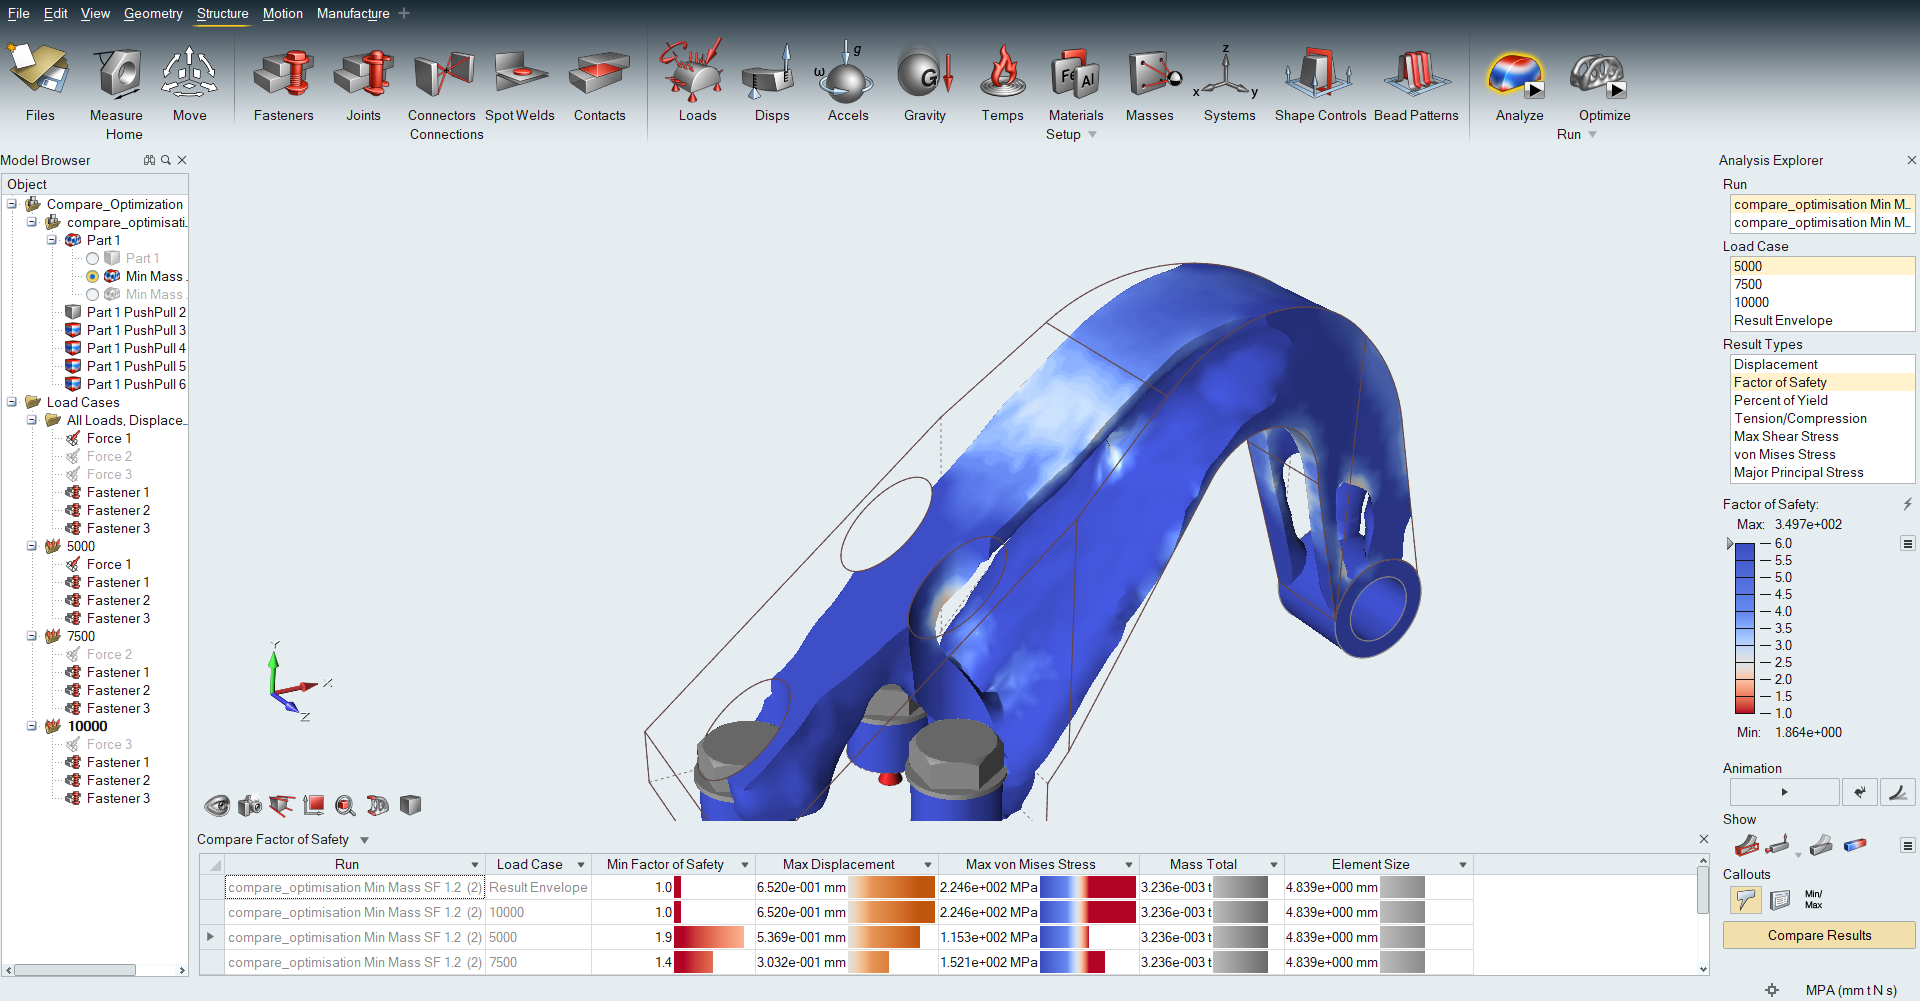 File Edit View Geometry Structure Motion Manufacture
Files Measure Move Fasteners Joints Connectors Spot Welds Contacts Loads Disps Accels Gravity Temps Materials Masses Systems Shape Controls Bead Patterns Analyze Optimize
Home Connections Setup Run
Model Browser
Object
Compare_Optimization
compare_optimisati...
Part 1
Part 1
Min Mass ...
Min Mass ...
Part 1 PushPull 2
Part 1 PushPull 3
Part 1 PushPull 4
Part 1 PushPull 5
Part 1 PushPull 6
Load Cases
All Loads, Displace...
Force 1
Force 2
Force 3
Fastener 1
Fastener 2
Fastener 3
5000
Force 1
Fastener 1
Fastener 2
Fastener 3
7500
Force 2
Fastener 1
Fastener 2
Fastener 3
10000
Force 3
Fastener 1
Fastener 2
Fastener 3
Y
X
Z
Analysis Explorer
Run
compare_optimisation Min M...
compare_optimisation Min M...
Load Case
5000
7500
10000
Result Envelope
Result Types
Displacement
Factor of Safety
Percent of Yield
Tension/Compression
Max Shear Stress
von Mises Stress
Major Principal Stress
Factor of Safety:
Max: 3.497e+002
6.0
5.5
5.0
4.5
4.0
3.5
3.0
2.5
2.0
1.5
1.0
Min: 1.864e+000
Animation
Show
Callouts
Min/
Max
Compare Results
Compare Factor of Safety
Run Load Case Min Factor of Safety Max Displacement Max von Mises Stress Mass Total Element Size
compare_optimisation Min Mass SF 1.2 (2) Result Envelope 1.0 6.520e-001 mm 2.246e+002 MPa 3.236e-003 t 4.839e+000 mm
compare_optimisation Min Mass SF 1.2 (2) 10000 1.0 6.520e-001 mm 2.246e+002 MPa 3.236e-003 t 4.839e+000 mm
compare_optimisation Min Mass SF 1.2 (2) 5000 1.9 5.369e-001 mm 1.153e+002 MPa 3.236e-003 t 4.839e+000 mm
compare_optimisation Min Mass SF 1.2 (2) 7500 1.4 3.032e-001 mm 1.521e+002 MPa 3.236e-003 t 4.839e+000 mm
MPA (mm t N s)